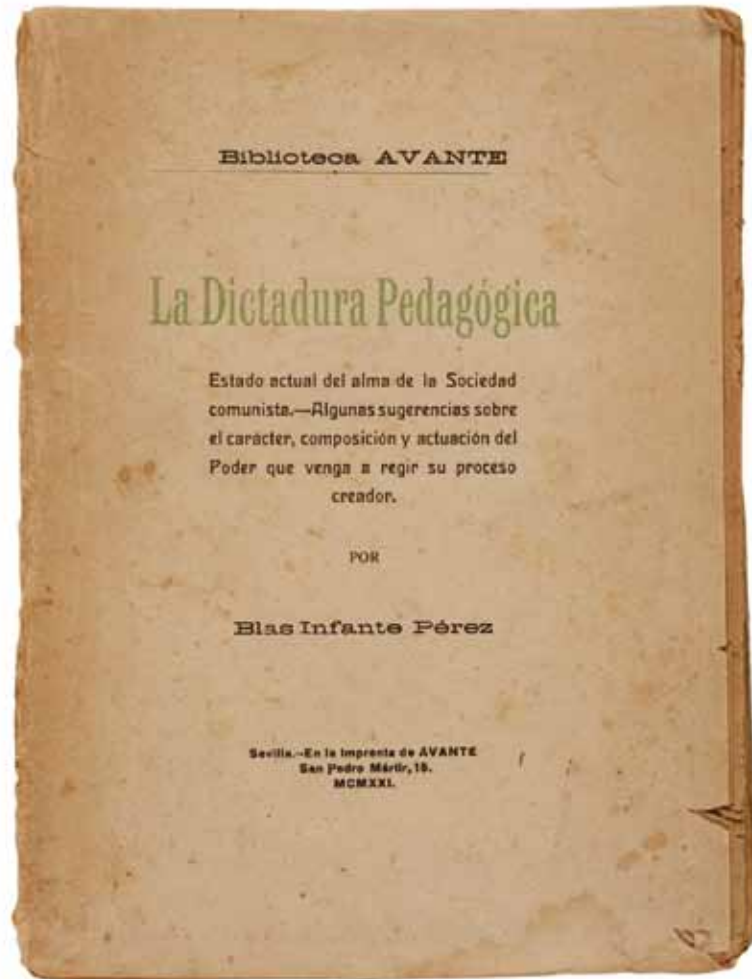 Biblioteca AVANTE
La Dictadura Pedagógica
Estado actual del alma de la Sociedad
comunista.—Algunas sugerencias sobre
el carácter, composición y actuación del
Poder que venga a regir su proceso
creador.
POR
Blas Infante Pérez
Sevilla.—En la Imprenta de AVANTE
San Pedro Mártir, 15.
MCMXXI.